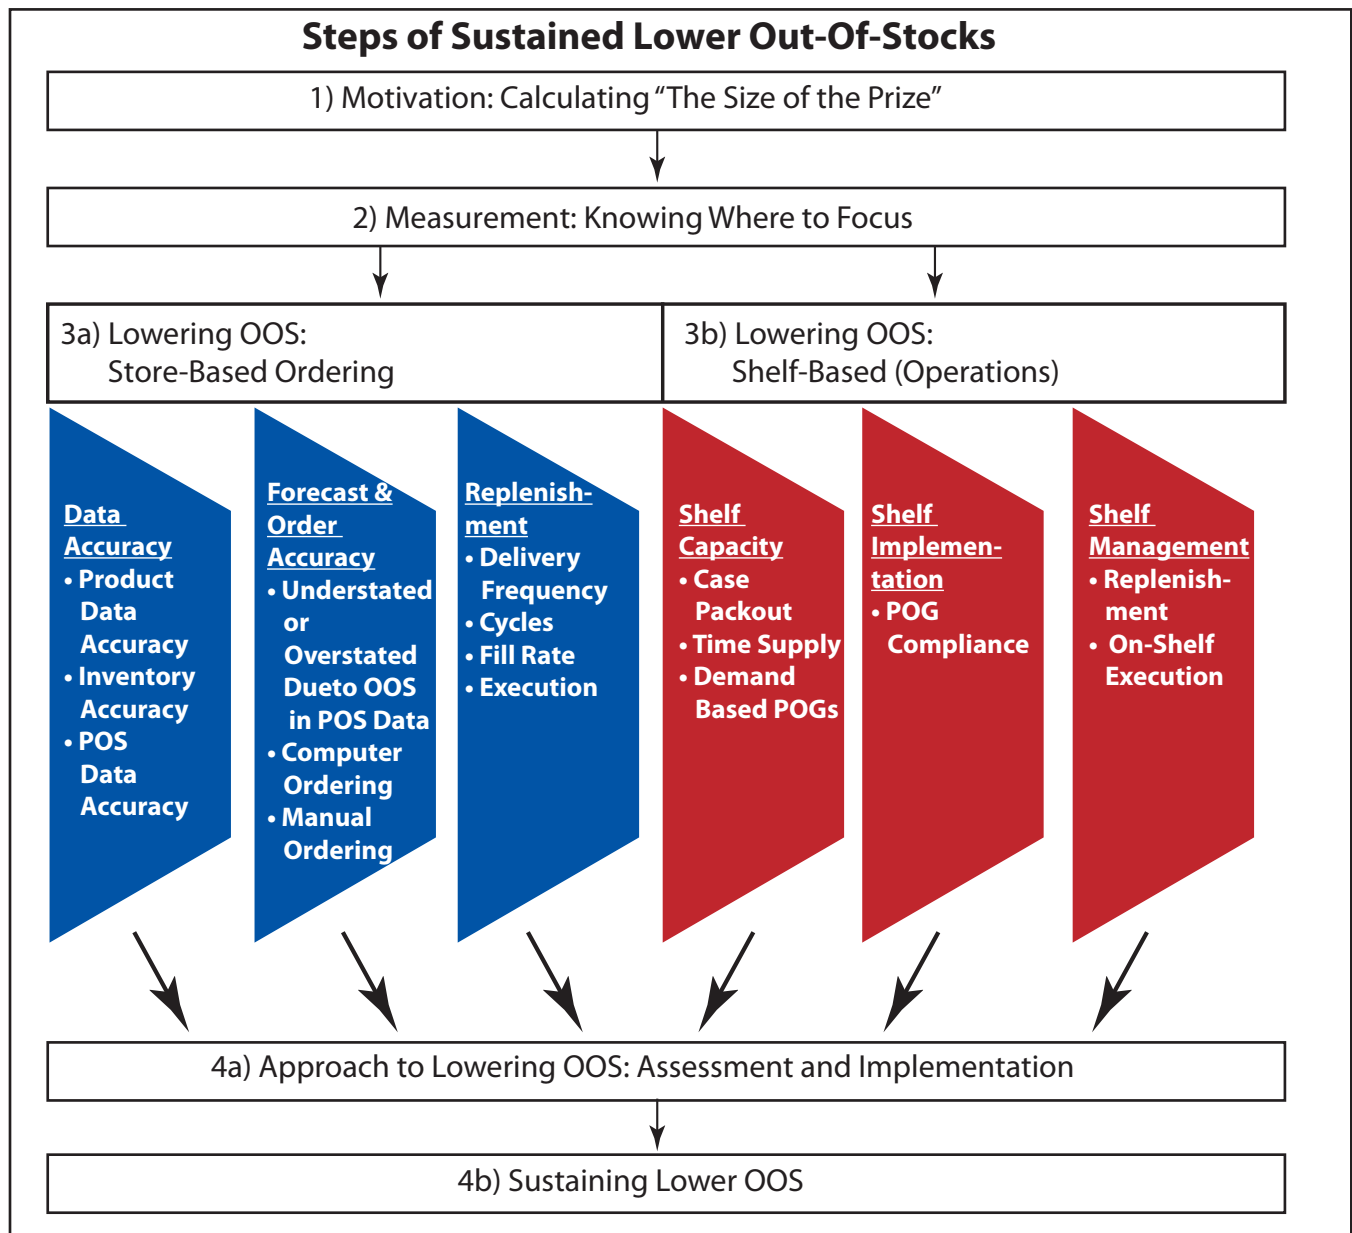 Steps of Sustained Lower Out-Of-Stocks
1) Motivation: Calculating “The Size of the Prize”
2) Measurement: Knowing Where to Focus
3a) Lowering OOS:
Store-Based Ordering
3b) Lowering OOS:
Shelf-Based (Operations)
Data
Accuracy
• Product
Data
Accuracy
• Inventory
Accuracy
• POS
Data
Accuracy
Forecast &
Order
Accuracy
• Understated
or
Overstated
Dueto OOS
in POS Data
• Computer
Ordering
• Manual
Ordering
Replenish-
ment
• Delivery
Frequency
• Cycles
• Fill Rate
• Execution
Shelf
Capacity
• Case
Packout
• Time Supply
• Demand
Based POGs
Shelf
Implemen-
tation
• POG
Compliance
Shelf
Management
• Replenish-
ment
• On-Shelf
Execution
4a) Approach to Lowering OOS: Assessment and Implementation
4b) Sustaining Lower OOS